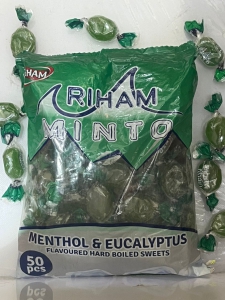 RIHAM
RIHAM
MINTO
MENTHOL & EUCALYPTUS
FLAVOURED HARD BOILED SWEETS
50
pcs